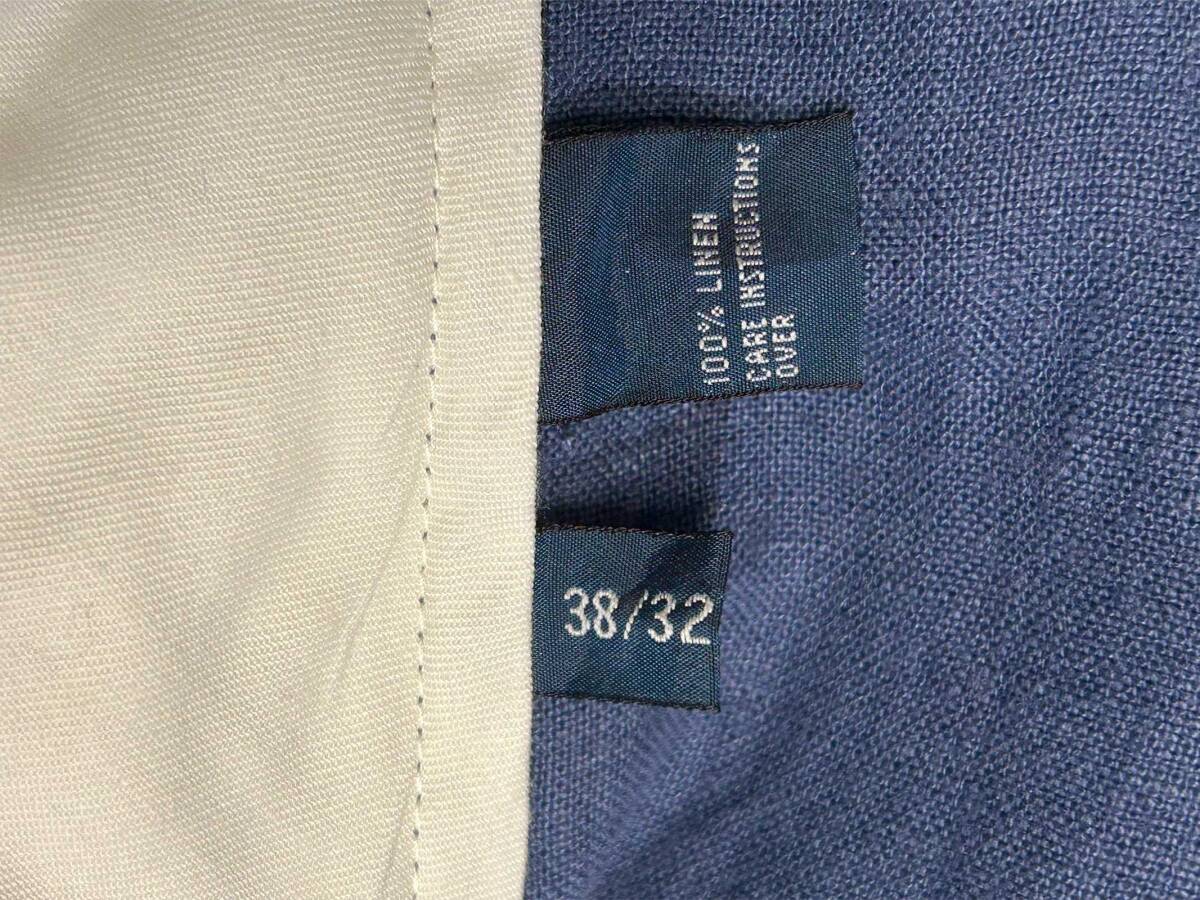 100% LINEN
CARE INSTRUCTIONS
OVER
38/32